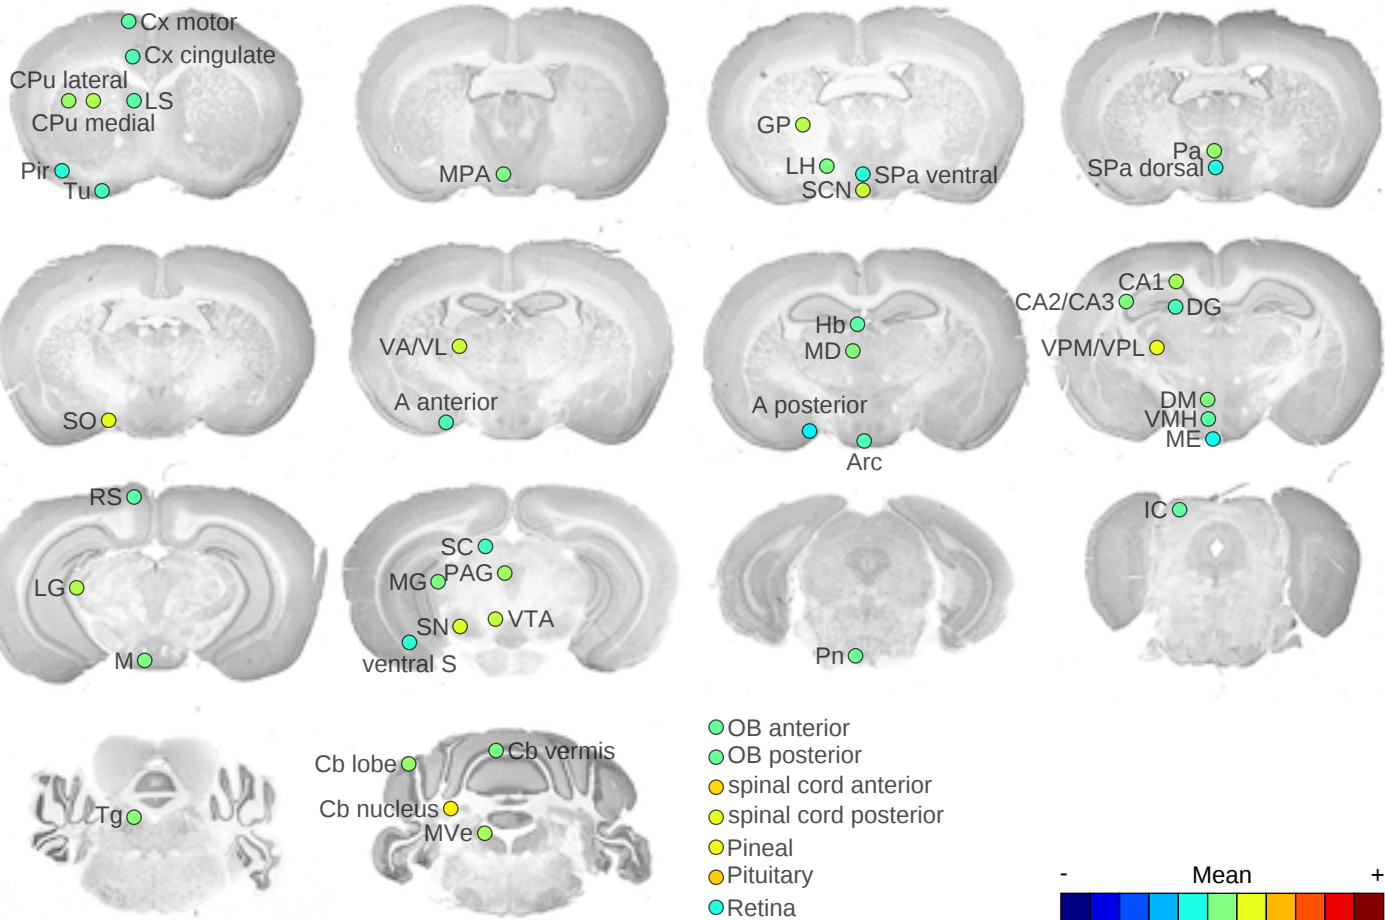 Cx motor
Cx cingulate
CPu lateral
LS
CPu medial
Pir
Tu
MPA
GP
LH
SPa ventral
SCN
Pa
SPa dorsal
SO
VA/VL
A anterior
Hb
MD
A posterior
Arc
CA1
CA2/CA3
DG
VPM/VPL
DM
VMH
ME
RS
LG
M
SC
MG
PAG
SN
VTA
ventral S
Pn
IC
Tg
Cb lobe
Cb vermis
Cb nucleus
MVe
OB anterior
OB posterior
spinal cord anterior
spinal cord posterior
Pineal
Pituitary
Retina
- Mean +